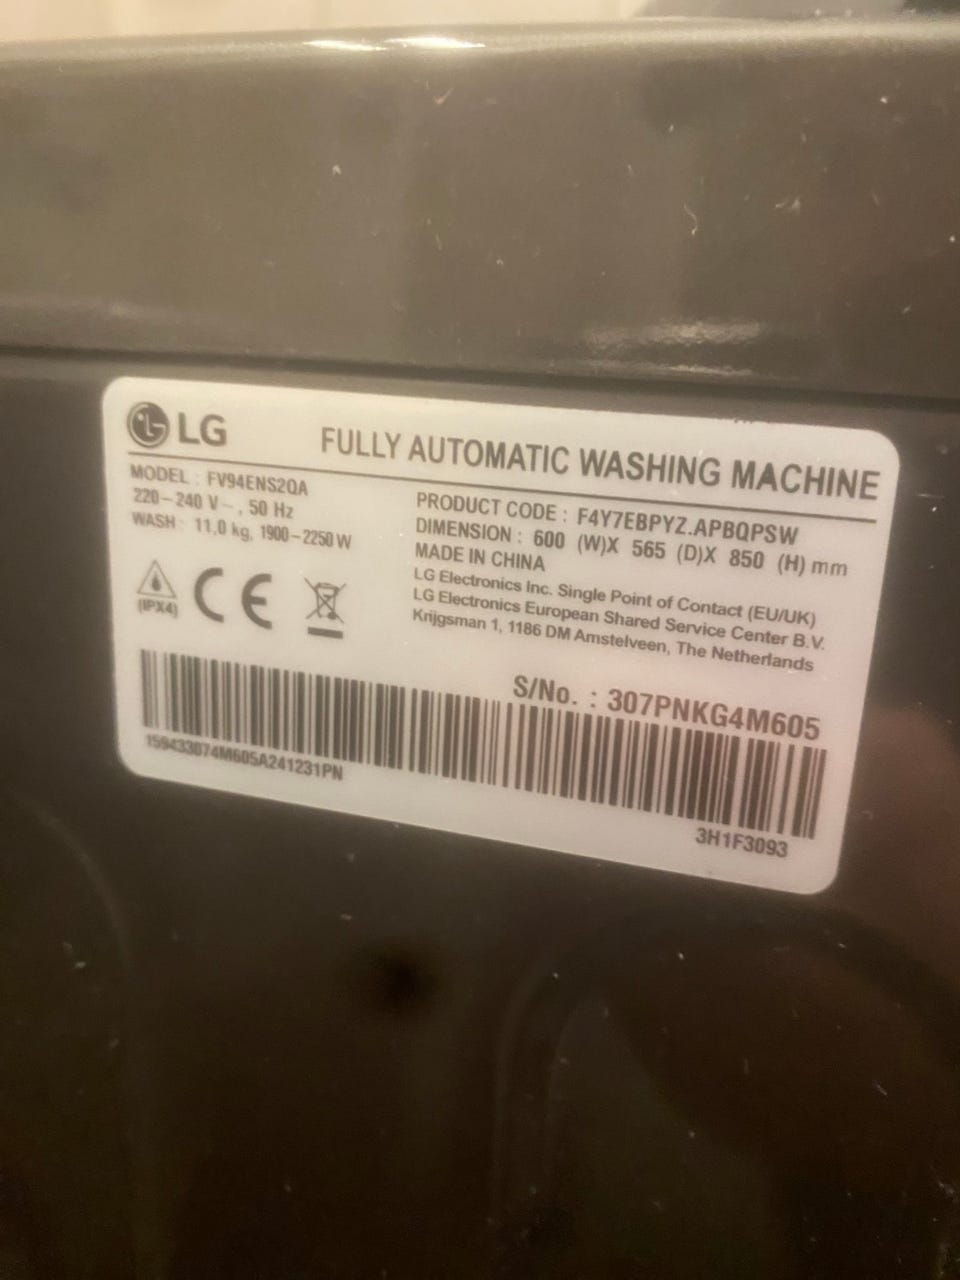 LG
FULLY AUTOMATIC WASHING MACHINE
MODEL : FV94ENS2QA
220-240 V~, 50 Hz
WASH : 11,0 kg, 1900-2250 W
PRODUCT CODE : F4Y7EBPYZ.APBQPSW
DIMENSION : 600 (W)X 565 (D)X 850 (H) mm
MADE IN CHINA
LG Electronics Inc. Single Point of Contact (EU/UK)
LG Electronics European Shared Service Center B.V.
Krijgsman 1, 1186 DM Amstelveen, The Netherlands
(IPX4)
CE
S/No. : 307PNKG4M605
159433074M605A241231PN
3H1F3093